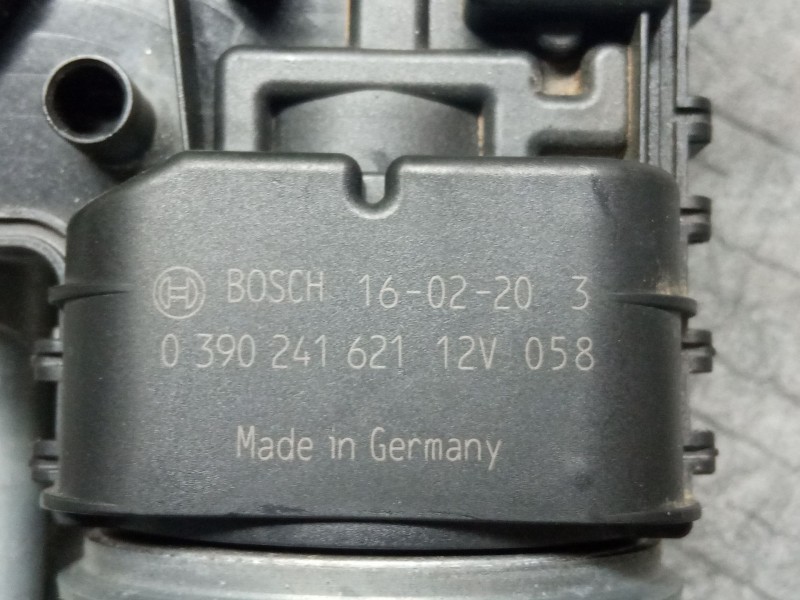 BOSCH 16-02-20 3
0 390 241 621 12V 058
Made in Germany